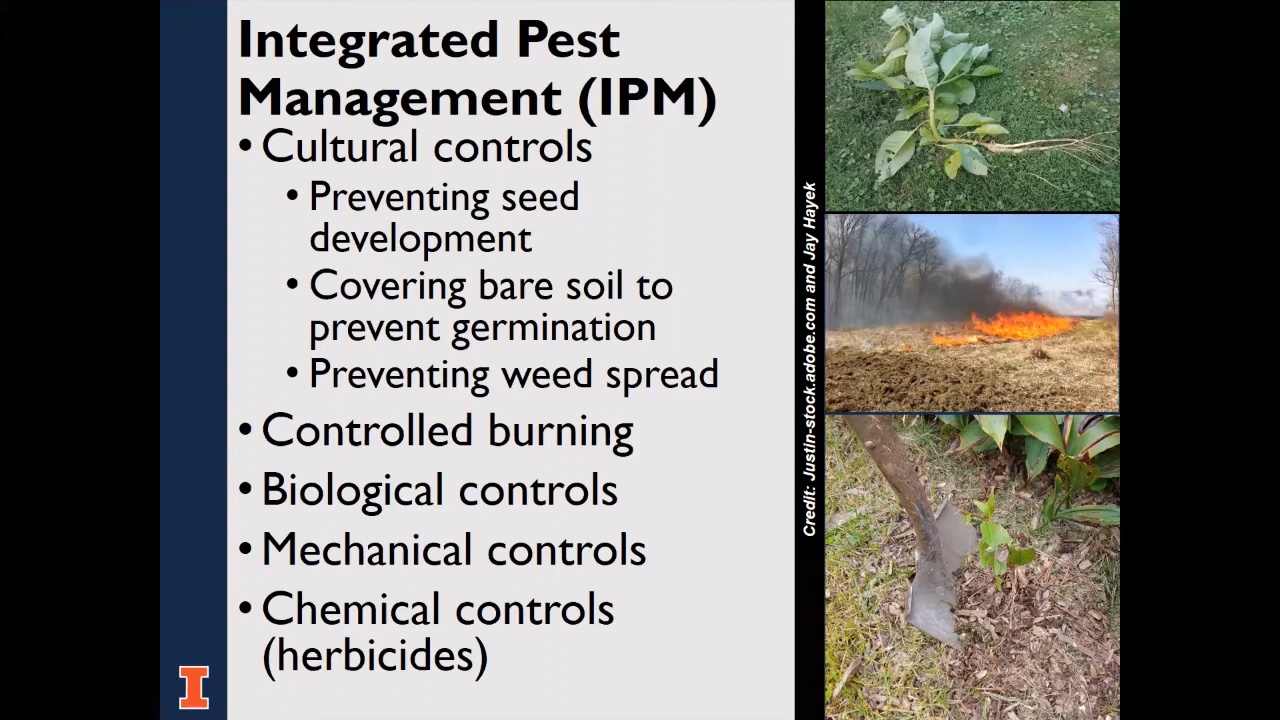 Integrated Pest
Management (IPM)
• Cultural controls
• Preventing seed
development
• Covering bare soil to
prevent germination
• Preventing weed spread
• Controlled burning
• Biological controls
• Mechanical controls
• Chemical controls
(herbicides)
Credit: Justin-stock.adobe.com and Jay Hayek
I